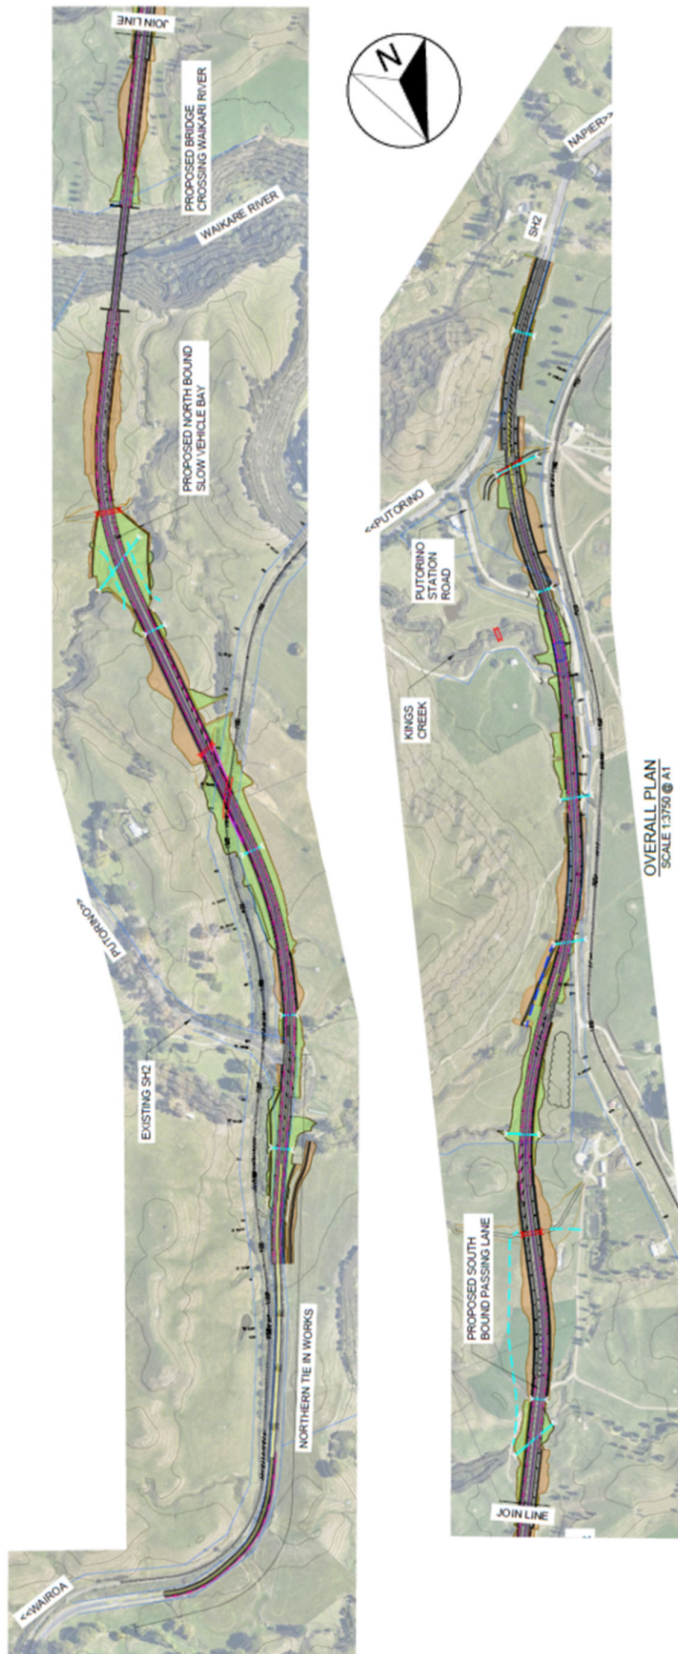 JOIN LINE
PROPOSED BRIDGE
CROSSING WAIKARI RIVER
WAIKARE RIVER
PROPOSED NORTH BOUND
SLOW VEHICLE BAY
PUTORINO>>
EXISTING SH2
NORTHERN TIE IN WORKS
<<WAIROA
N
NAPIER>>
SH2
<<PUTORINO
PUTORINO
STATION
ROAD
KINGS
CREEK
OVERALL PLAN
SCALE 1:3750 @ A1
PROPOSED SOUTH
BOUND PASSING LANE
JOIN LINE